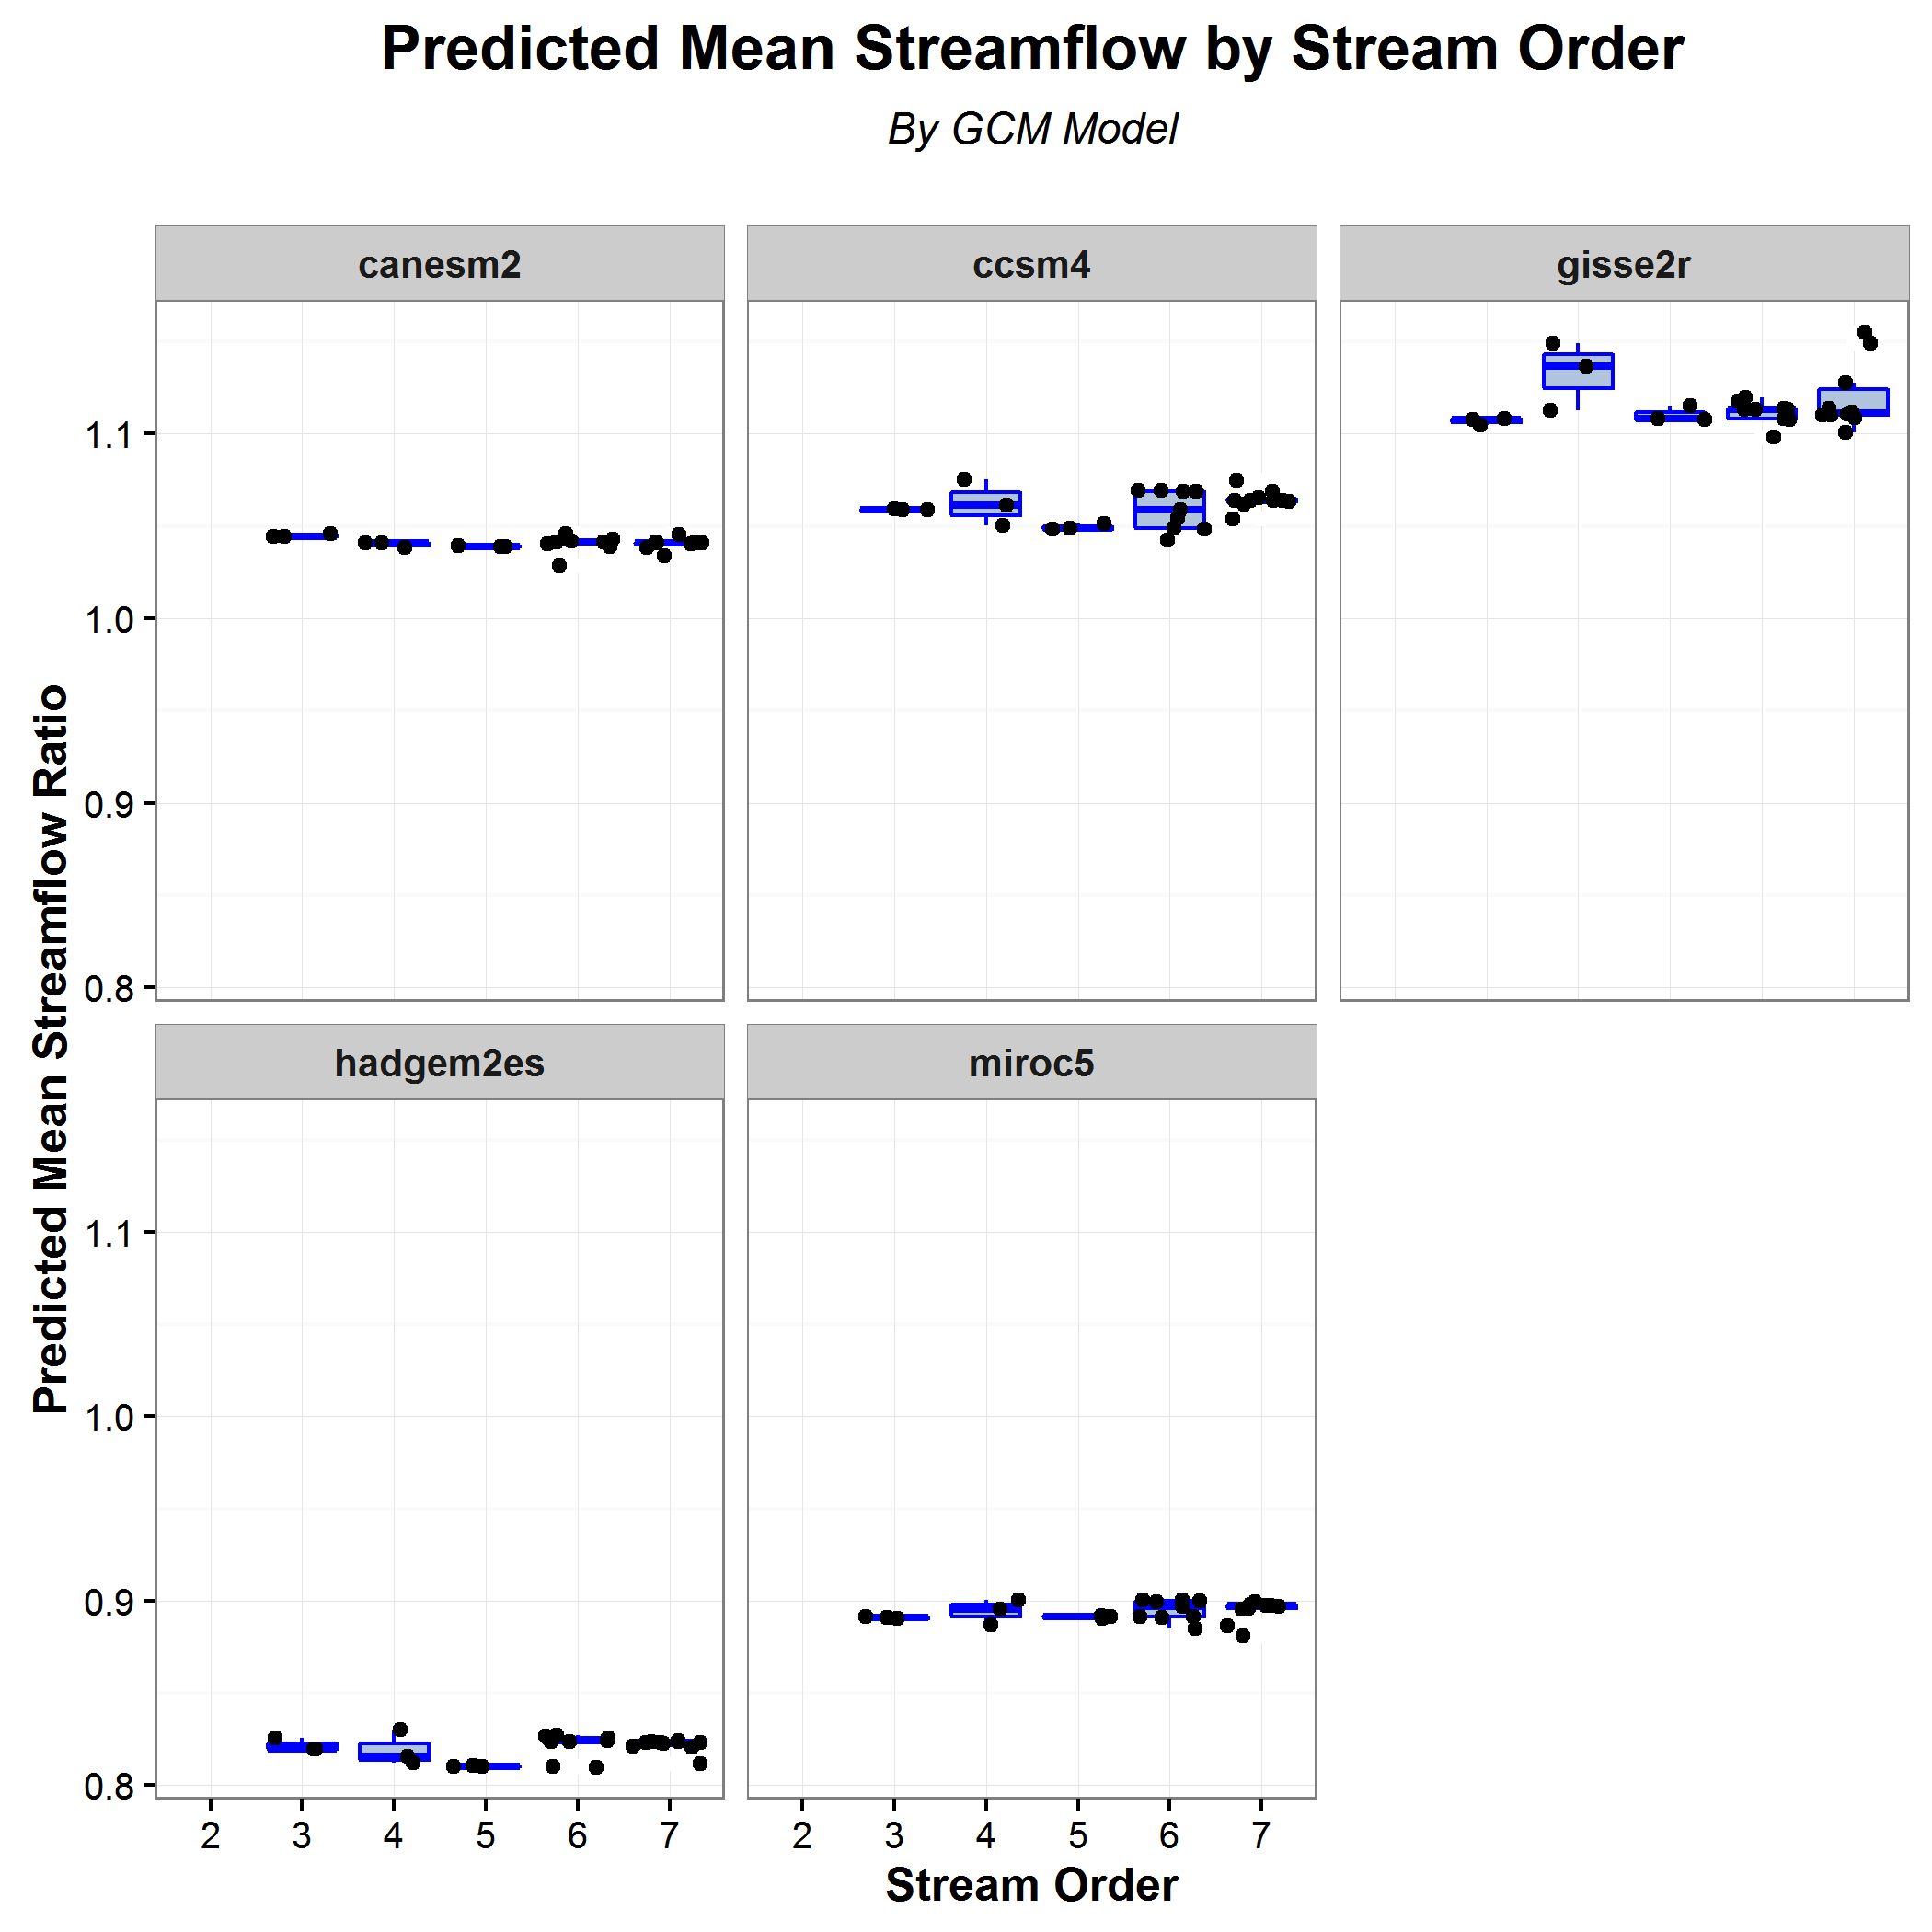 Predicted Mean Streamflow by Stream Order
By GCM Model
canesm2
ccsm4
gisse2r
1.1
1.0
0.9
0.8
Predicted Mean Streamflow Ratio
hadgem2es
miroc5
1.1
1.0
0.9
0.8
2 3 4 5 6 7
2 3 4 5 6 7
Stream Order